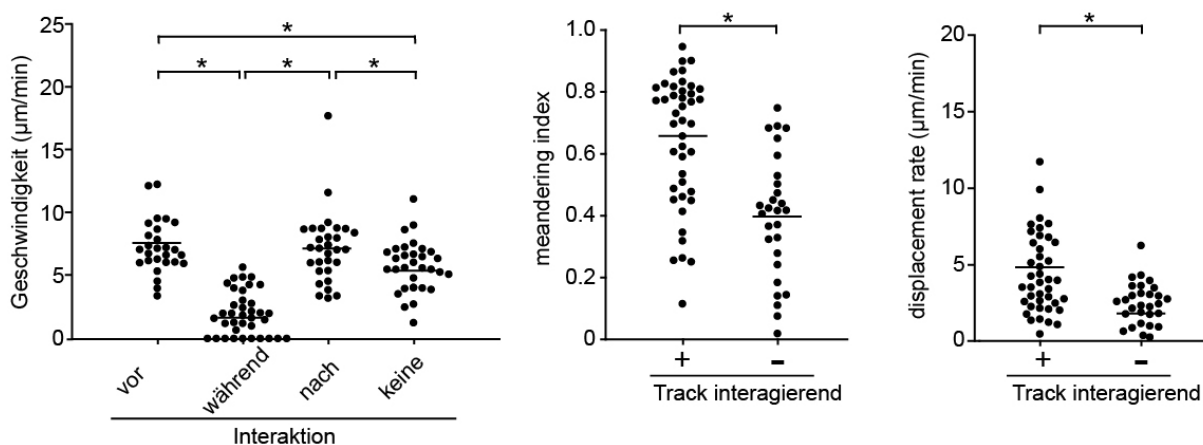 Geschwindigkeit (µm/min)
25
20
15
10
5
0
*
* * *
vor
während
nach
keine
Interaktion
meandering index
1.0
0.8
0.6
0.4
0.2
0
*
+ -
Track interagierend
displacement rate (µm/min)
20
15
10
5
0
*
+ -
Track interagierend